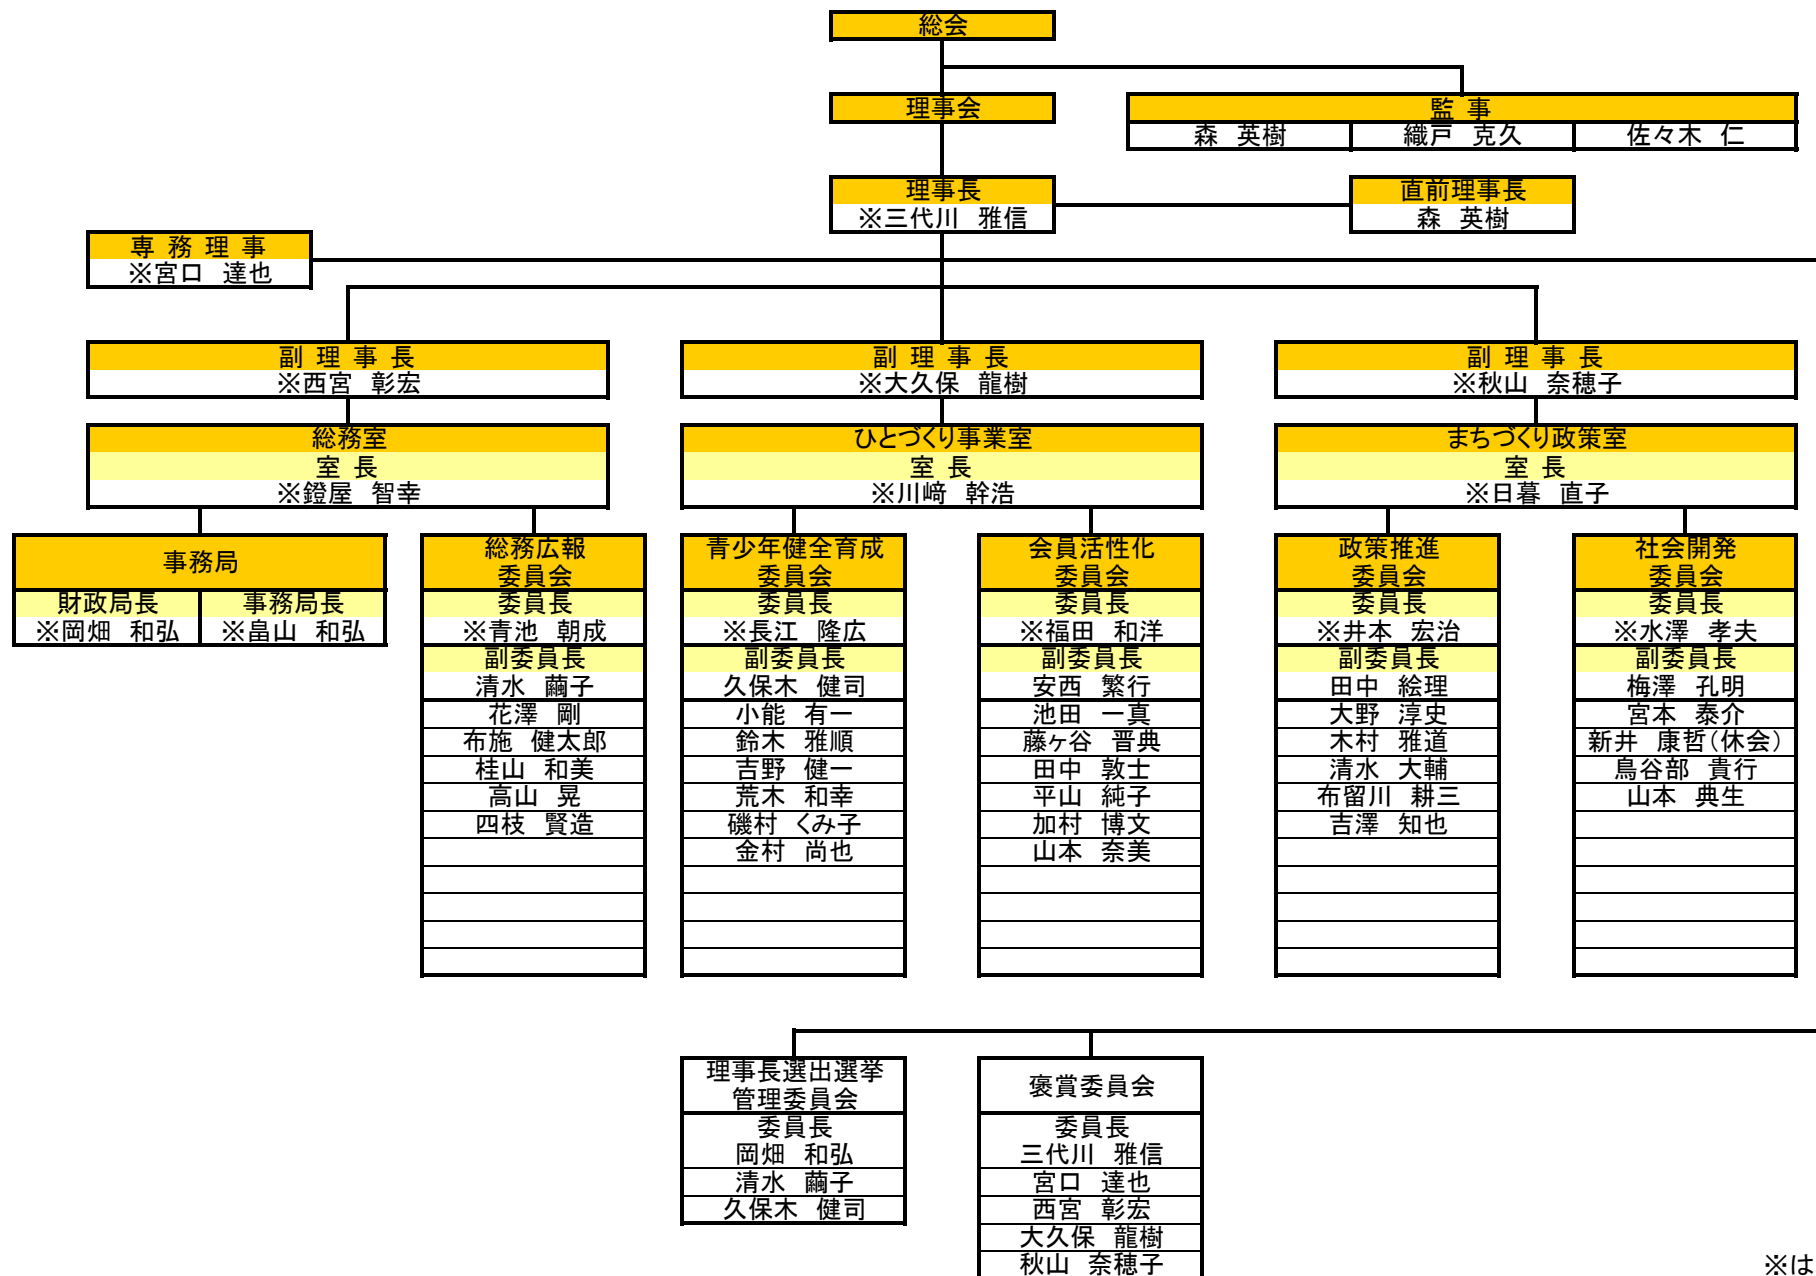 総会
理事会
監 事
森 英樹 織戸 克久 佐々木 仁
理事長
※三代川 雅信
直前理事長
森 英樹
専 務 理 事
※宮口 達也
副 理 事 長
※西宮 彰宏
副 理 事 長
※大久保 龍樹
副 理 事 長
※秋山 奈穂子
総務室
室 長
※鐙屋 智幸
ひとづくり事業室
室 長
※川﨑 幹浩
まちづくり政策室
室 長
※日暮 直子
事務局
財政局長
※岡畑 和弘
事務局長
※畠山 和弘
総務広報
委員会
委員長
※青池 朝成
副委員長
清水 繭子
花澤 剛
布施 健太郎
桂山 和美
高山 晃
四枝 賢造
青少年健全育成
委員会
委員長
※長江 隆広
副委員長
久保木 健司
小能 有一
鈴木 雅順
吉野 健一
荒木 和幸
磯村 くみ子
金村 尚也
会員活性化
委員会
委員長
※福田 和洋
副委員長
安西 繁行
池田 一真
藤ヶ谷 晋典
田中 敦士
平山 純子
加村 博文
山本 奈美
政策推進
委員会
委員長
※井本 宏治
副委員長
田中 絵理
大野 淳史
木村 雅道
清水 大輔
布留川 耕三
吉澤 知也
社会開発
委員会
委員長
※水澤 孝夫
副委員長
梅澤 孔明
宮本 泰介
新井 康哲(休会)
鳥谷部 貴行
山本 典生
理事長選出選挙
管理委員会
委員長
岡畑 和弘
清水 繭子
久保木 健司
褒賞委員会
委員長
三代川 雅信
宮口 達也
西宮 彰宏
大久保 龍樹
秋山 奈穂子
※は